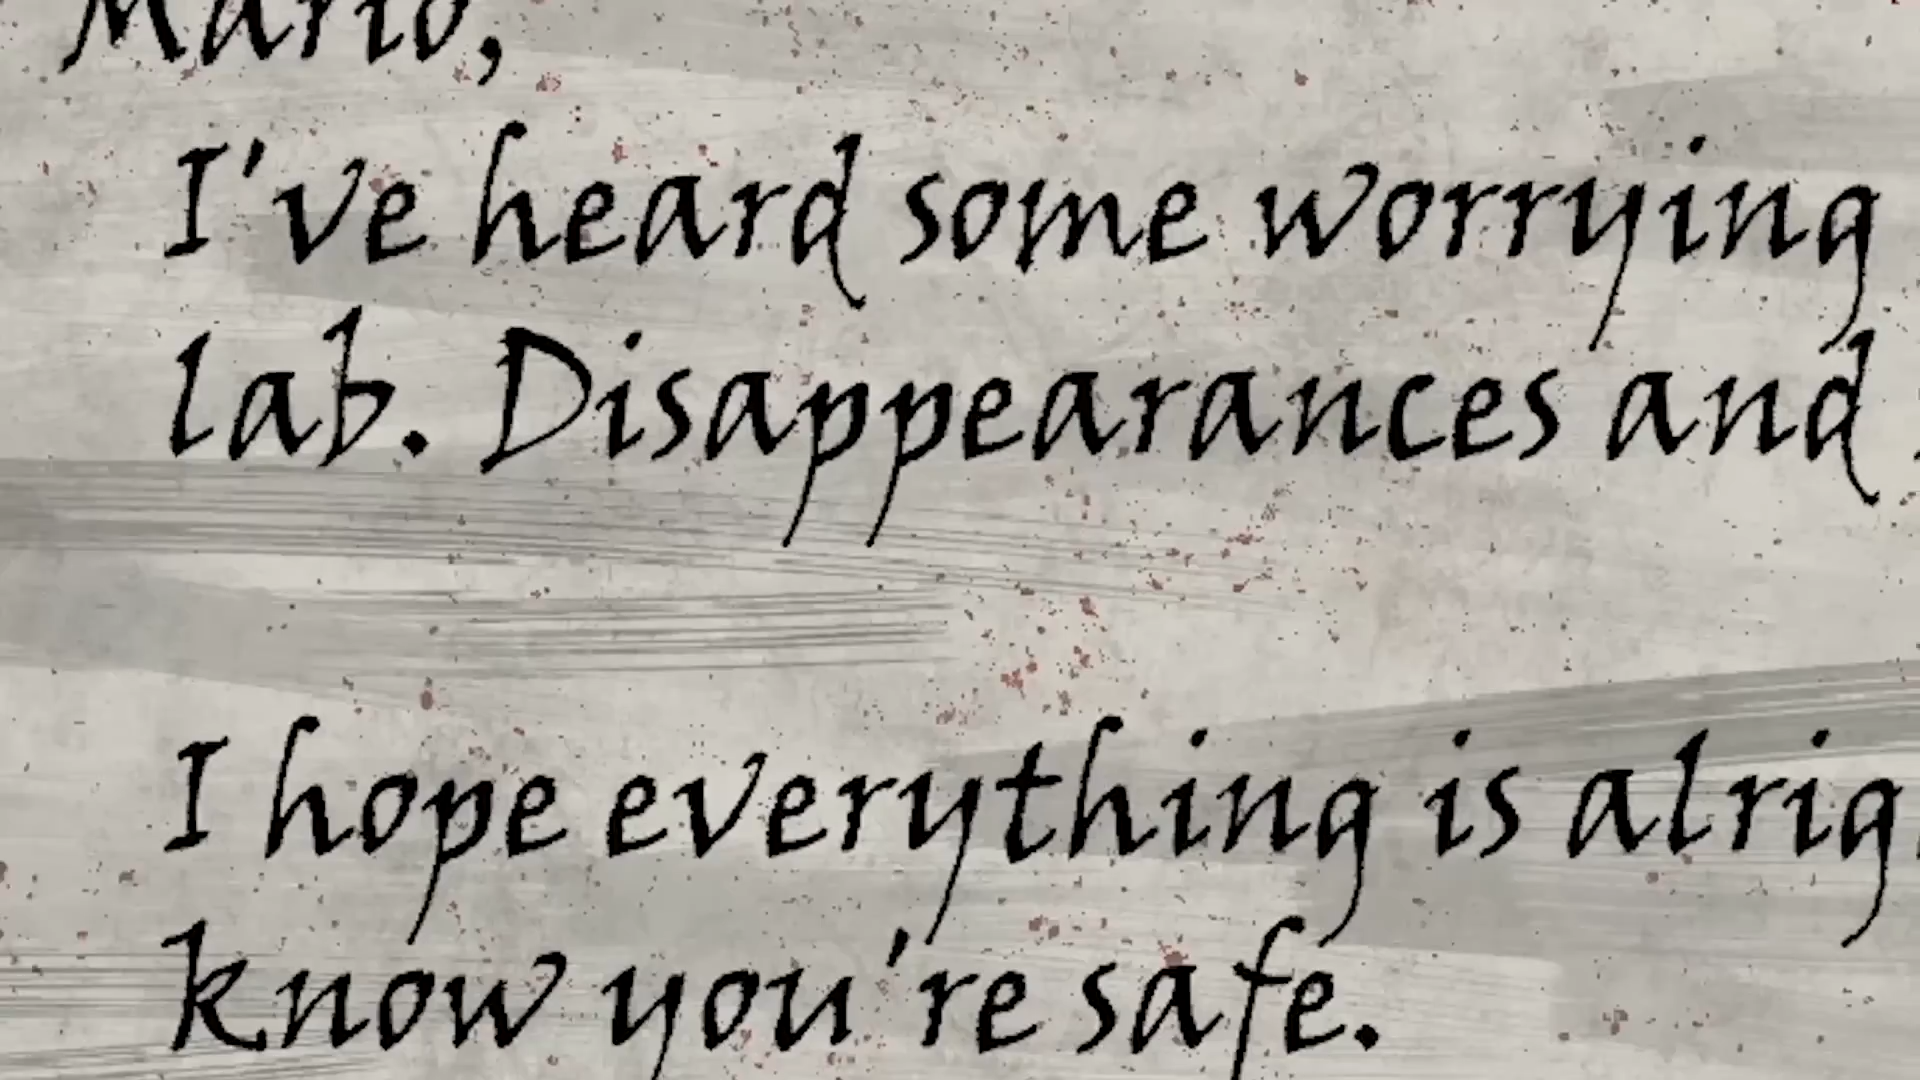 Mario,
I've heard some worrying
lab. Disappearances and
I hope everything is alrig
know you're safe.